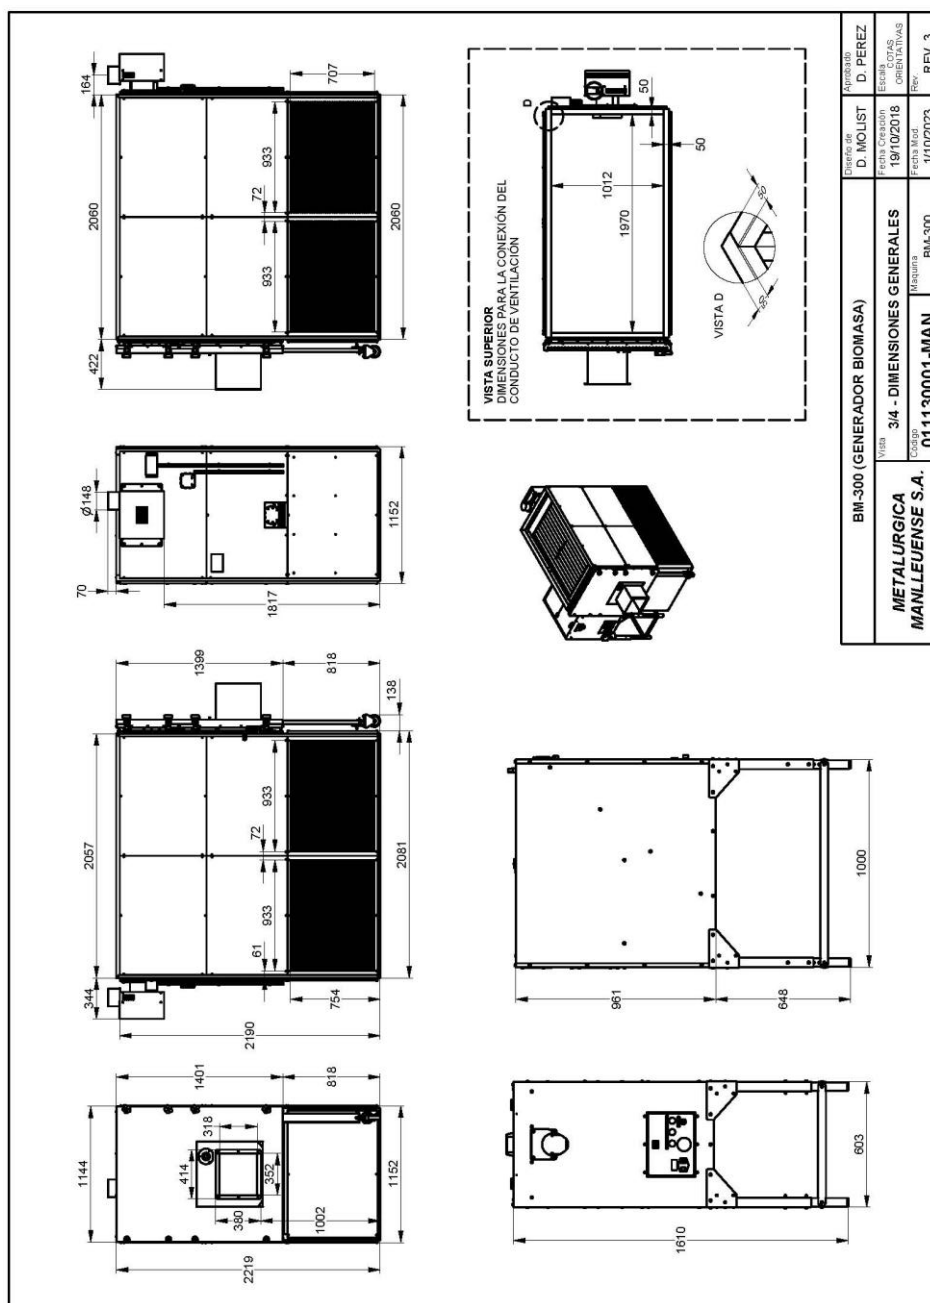 1144
2219
1401
818
414
318
380
352
1002
1152
344
2057
2190
1399
818
61
933
72
933
754
138
2081
70
Ø148
1817
1152
422
2060
164
933
72
933
707
2060
1610
603
961
648
1000
VISTA SUPERIOR
DIMENSIONES PARA LA CONEXIÓN DEL
CONDUCTO DE VENTILACIÓN
D
1012
1970
50
50
VISTA D
50
50
BM-300 (GENERADOR BIOMASA)
Diseño de
D. MOLIST
Aprobado
D. PEREZ
METALURGICA
MANLLEUENSE S.A.
Vista
3/4 - DIMENSIONES GENERALES
Fecha Creación
19/10/2018
Escala
COTAS
ORIENTATIVAS
Código
011130001-MAN
Maquina
BM-300
Fecha Mod.
1/10/2023
Rev.
REV. 3